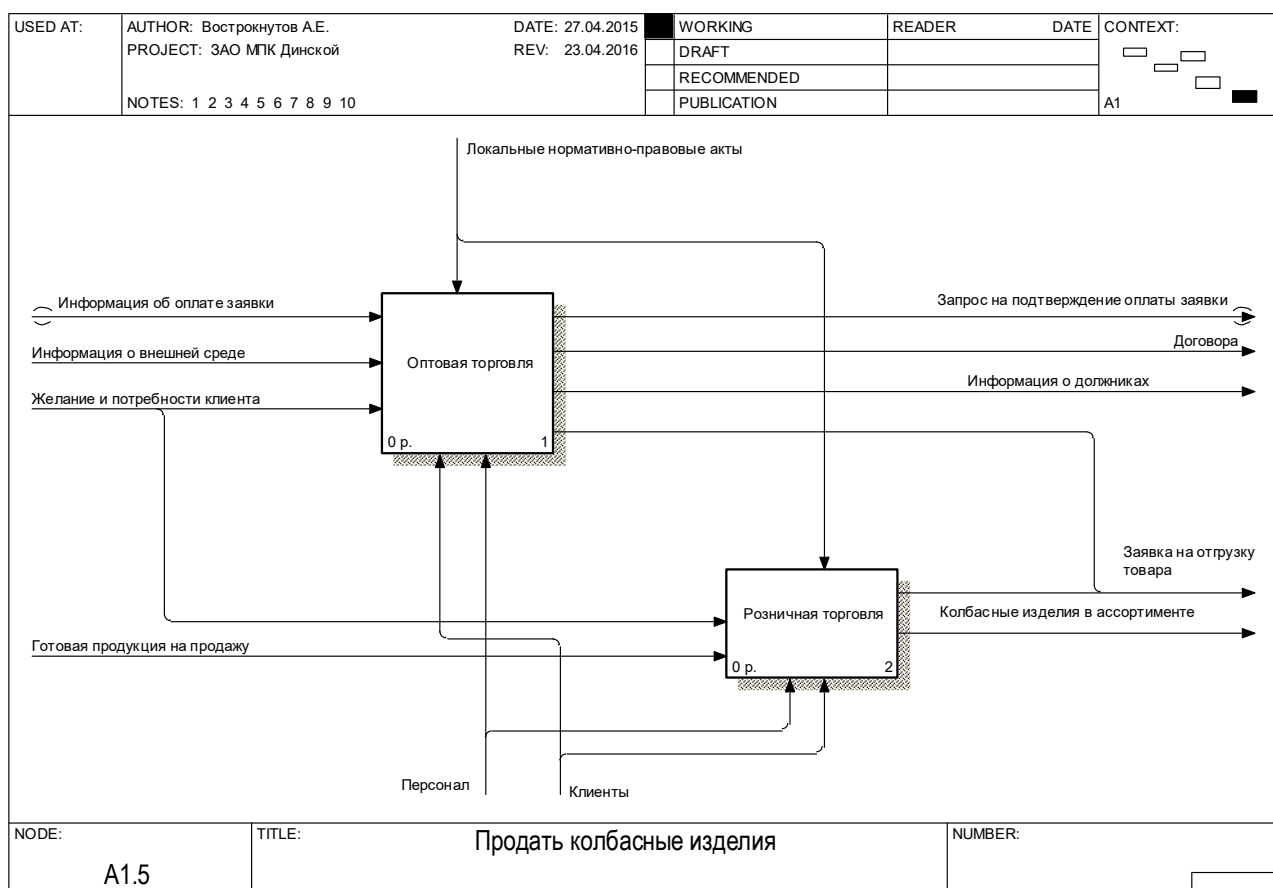 USED AT:
AUTHOR: Вострокнутов А.Е.
DATE: 27.04.2015
PROJECT: ЗАО МПК Динской
REV: 23.04.2016
NOTES: 1 2 3 4 5 6 7 8 9 10
WORKING
DRAFT
RECOMMENDED
PUBLICATION
READER
DATE
CONTEXT:
A1
Локальные нормативно-правовые акты
Информация об оплате заявки
Информация о внешней среде
Желание и потребности клиента
Оптовая торговля
0 р.
1
Запрос на подтверждение оплаты заявки
Договора
Информация о должниках
Заявка на отгрузку
товара
Колбасные изделия в ассортименте
Розничная торговля
0 р.
2
Готовая продукция на продажу
Персонал
Клиенты
NODE:
A1.5
TITLE:
Продать колбасные изделия
NUMBER: